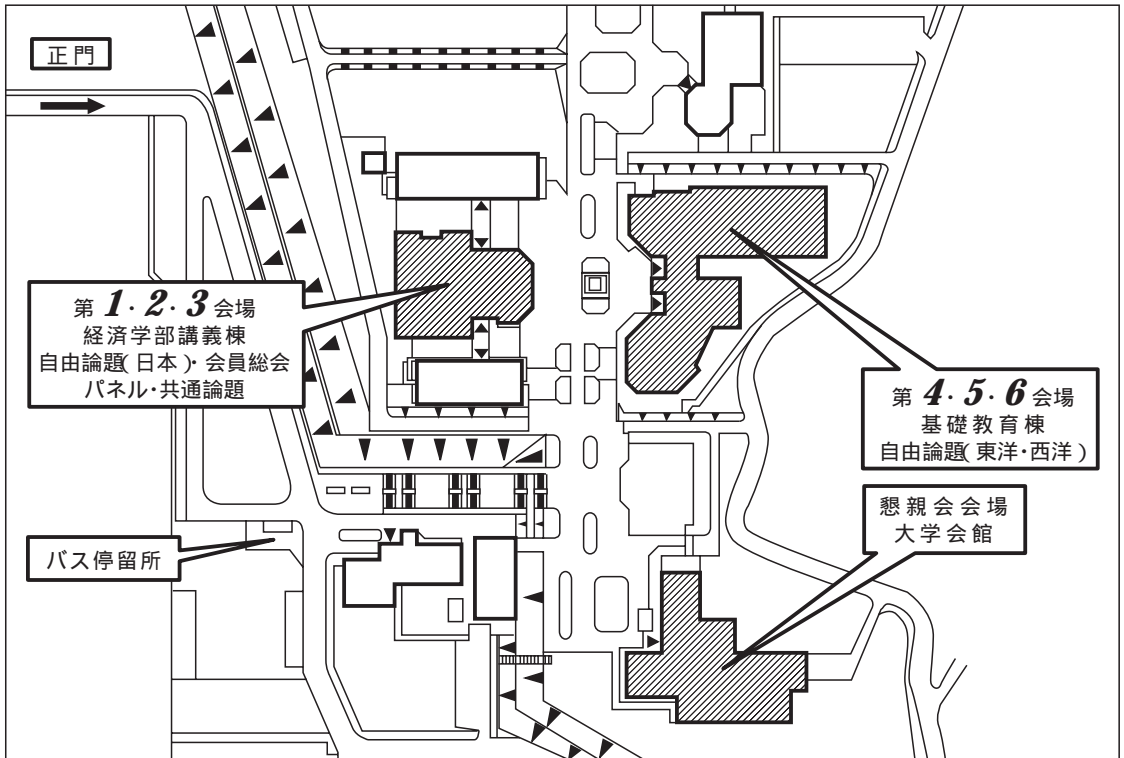 正門
第1・2・3会場
経済学部講義棟
自由論題(日本)・会員総会
パネル・共通論題
第4・5・6会場
基礎教育棟
自由論題(東洋・西洋)
懇親会会場
大学会館
バス停留所